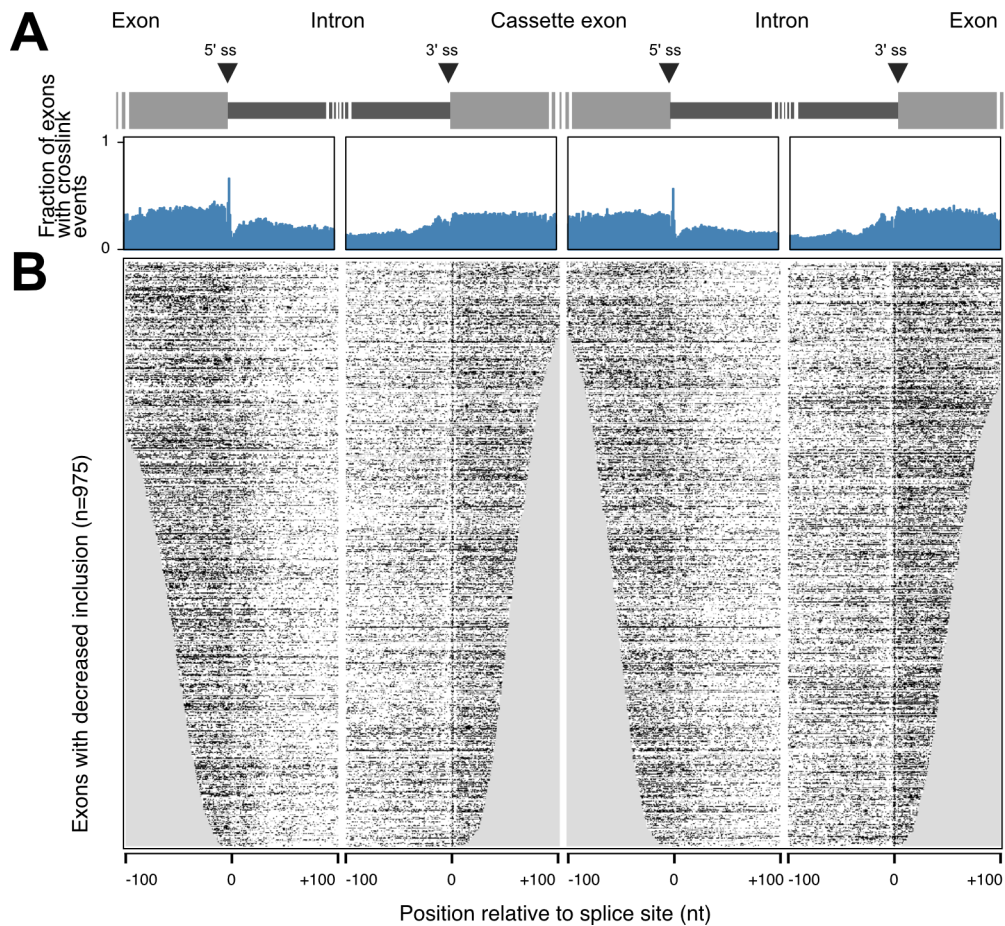 A
Exon Intron Cassette exon Intron Exon
5' ss 3' ss 5' ss 3' ss
Fraction of exons
with crosslink
events
1
0
B
Exons with decreased inclusion (n=975)
-100 0 +100 -100 0 +100 -100 0 +100 -100 0 +100
Position relative to splice site (nt)